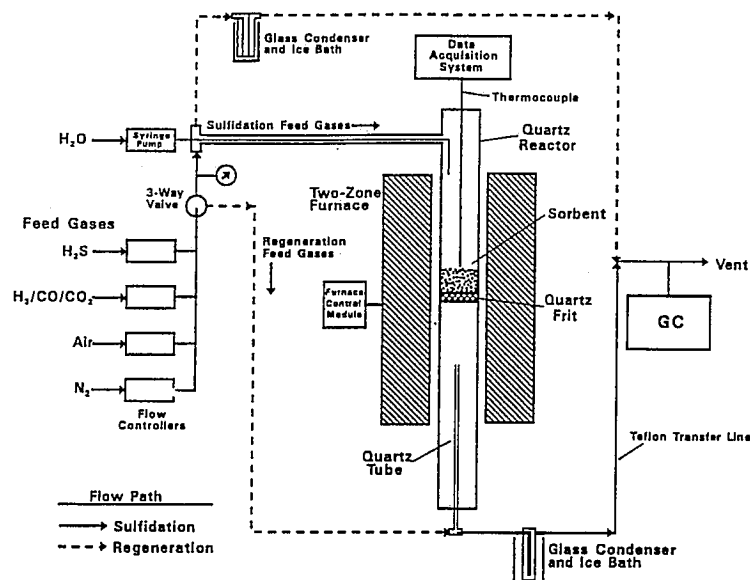 Glass Condenser
and Ice Bath
Data
Acquisition
System
Thermocouple
Sulfidation Feed Gases
H₂O
Syringe
Pump
Quartz
Reactor
3-Way
Valve
Two-Zone
Furnace
Feed Gases
Sorbent
H₂S
Regeneration
Feed Gases
Vent
H₂/CO/CO₂
Furnace
Control
Module
Quartz
Frit
GC
Air
N₂
Flow
Controllers
Teflon Transfer Line
Quartz
Tube
Flow Path
Sulfidation
Regeneration
Glass Condenser
and Ice Bath